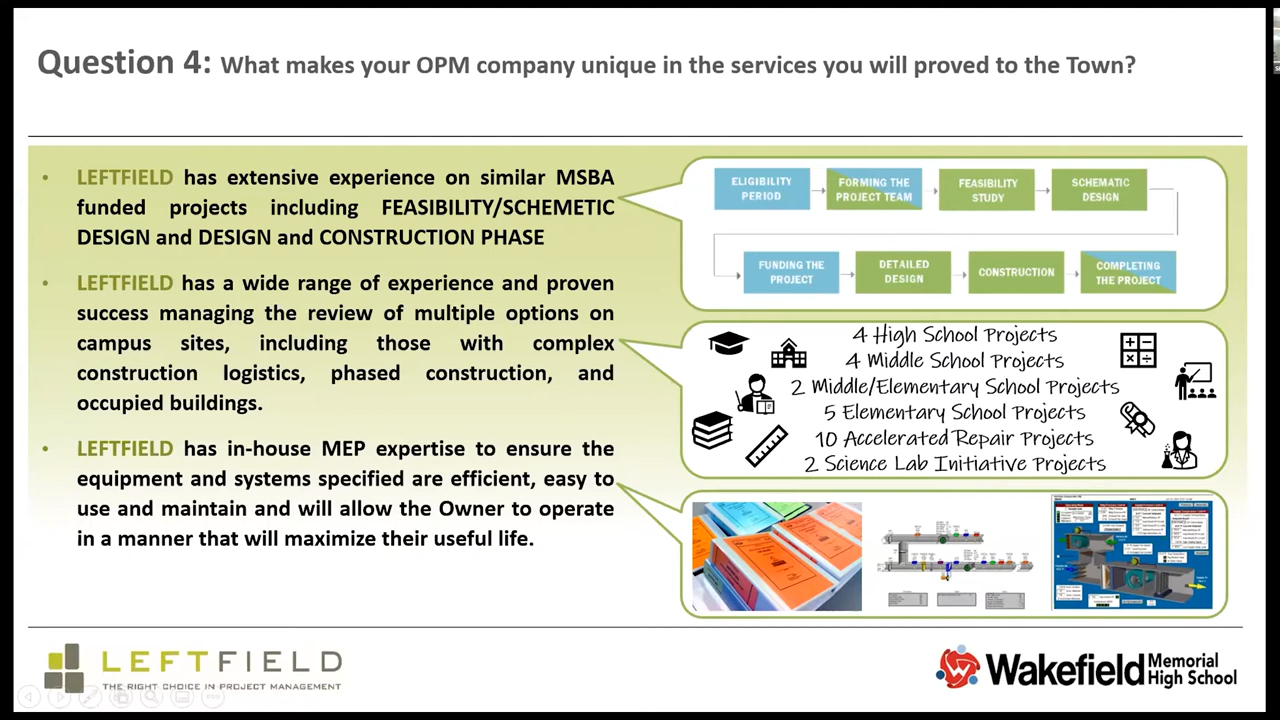 Question 4: What makes your OPM company unique in the services you will proved to the Town?
• LEFTFIELD has extensive experience on similar MSBA
funded projects including FEASIBILITY/SCHEMETIC
DESIGN and DESIGN and CONSTRUCTION PHASE
• LEFTFIELD has a wide range of experience and proven
success managing the review of multiple options on
campus sites, including those with complex
construction logistics, phased construction, and
occupied buildings.
• LEFTFIELD has in-house MEP expertise to ensure the
equipment and systems specified are efficient, easy to
use and maintain and will allow the Owner to operate
in a manner that will maximize their useful life.
ELIGIBILITY
PERIOD
FORMING THE
PROJECT TEAM
FEASIBILITY
STUDY
SCHEMATIC
DESIGN
FUNDING THE
PROJECT
DETAILED
DESIGN
CONSTRUCTION
COMPLETING
THE PROJECT
4 High School Projects
4 Middle School Projects
2 Middle/Elementary School Projects
5 Elementary School Projects
10 Accelerated Repair Projects
2 Science Lab Initiative Projects
LEFTFIELD
THE RIGHT CHOICE IN PROJECT MANAGEMENT
Wakefield Memorial
High School